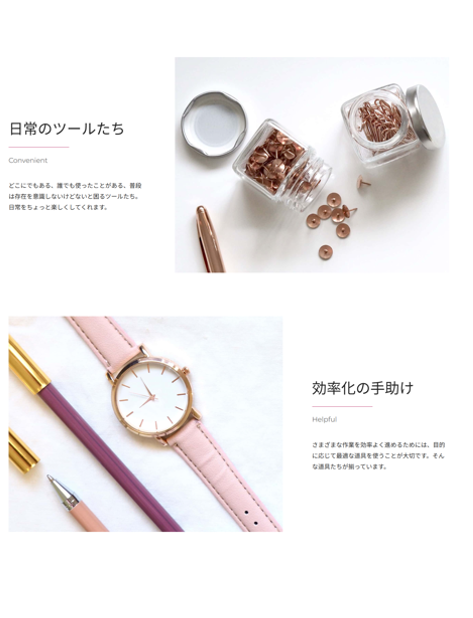 日常のツールたち
Convenient
どこにでもある、誰でも使ったことがある、普段
は存在を意識しないけどないと困るツールたち。
日常をちょっと楽しくしてくれます。
効率化の手助け
Helpful
さまざまな作業を効率よく進めるためには、目的
に応じて最適な道具を使うことが大切です。そん
な道具たちが揃っています。